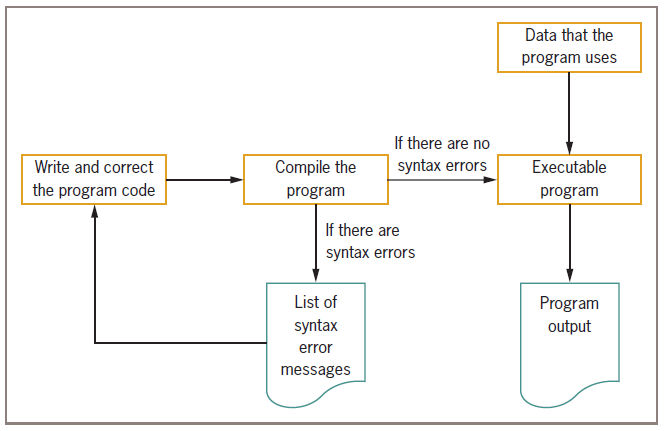 Data that the
program uses
If there are no
syntax errors
Write and correct
the program code
Compile the
program
Executable
program
If there are
syntax errors
List of
syntax
error
messages
Program
output